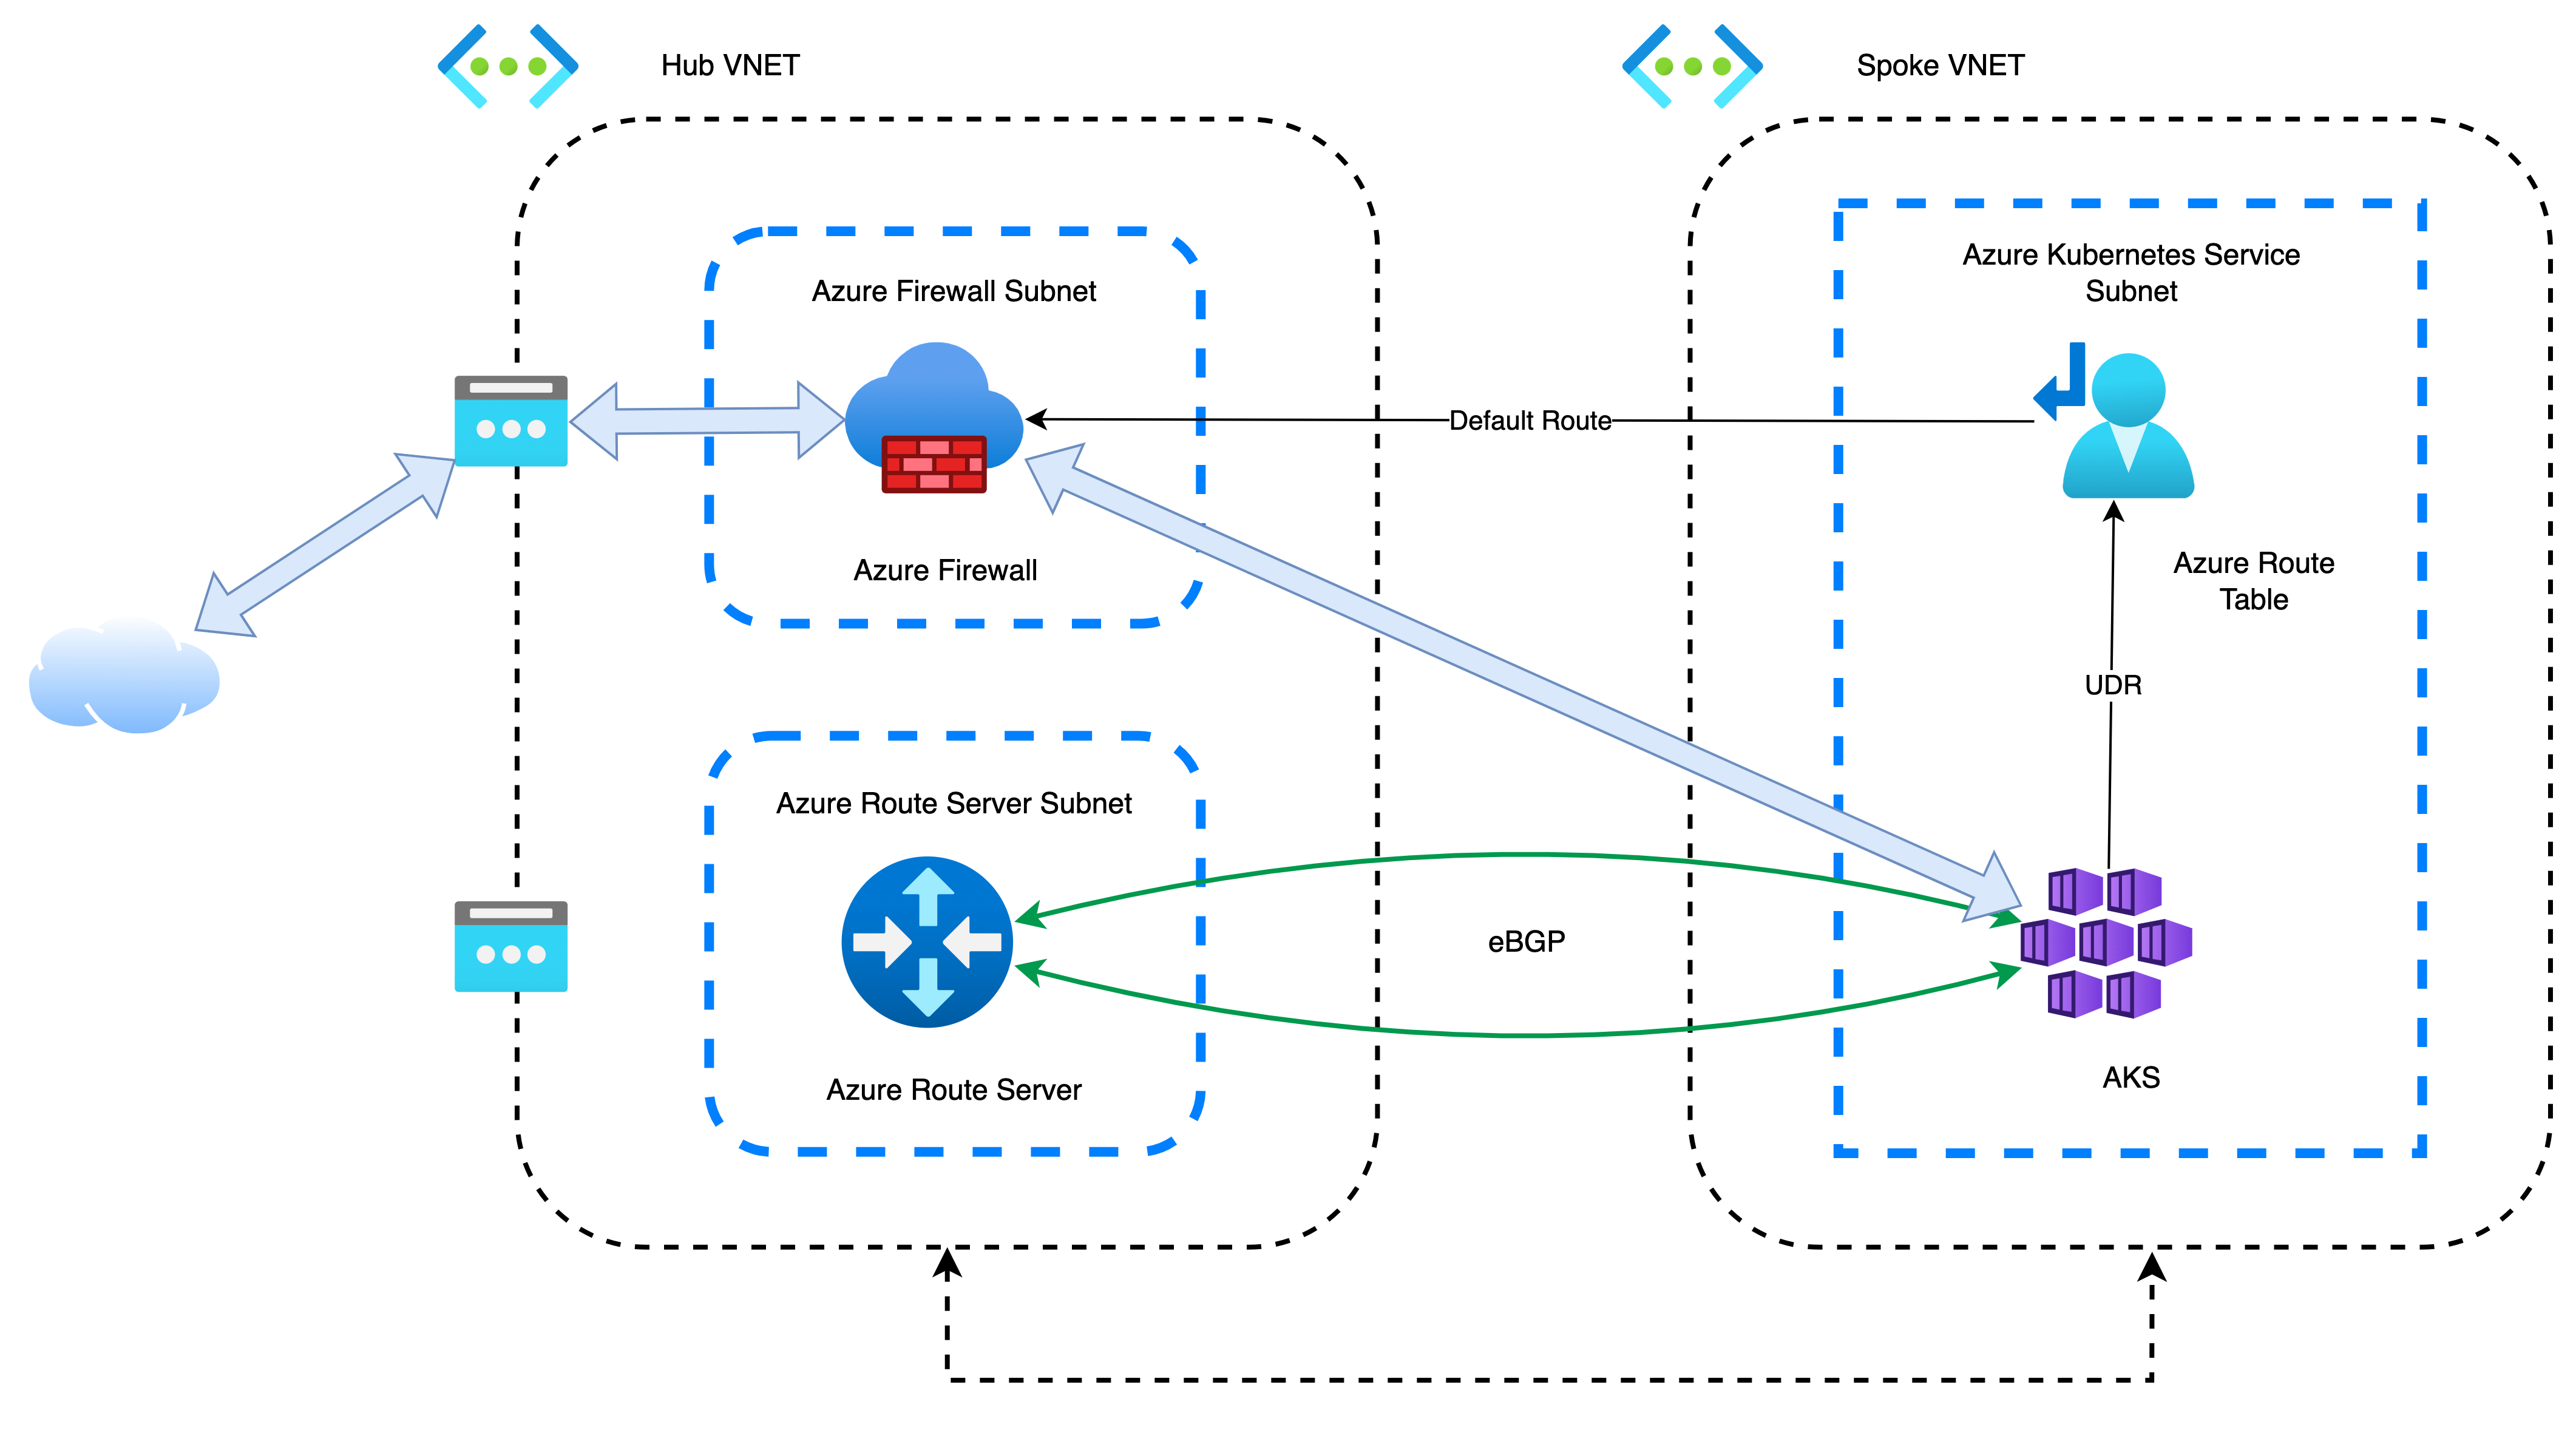 Hub VNET
Spoke VNET
Azure Firewall Subnet
Azure Firewall
Default Route
Azure Kubernetes Service
Subnet
Azure Route
Table
UDR
Azure Route Server Subnet
Azure Route Server
eBGP
AKS